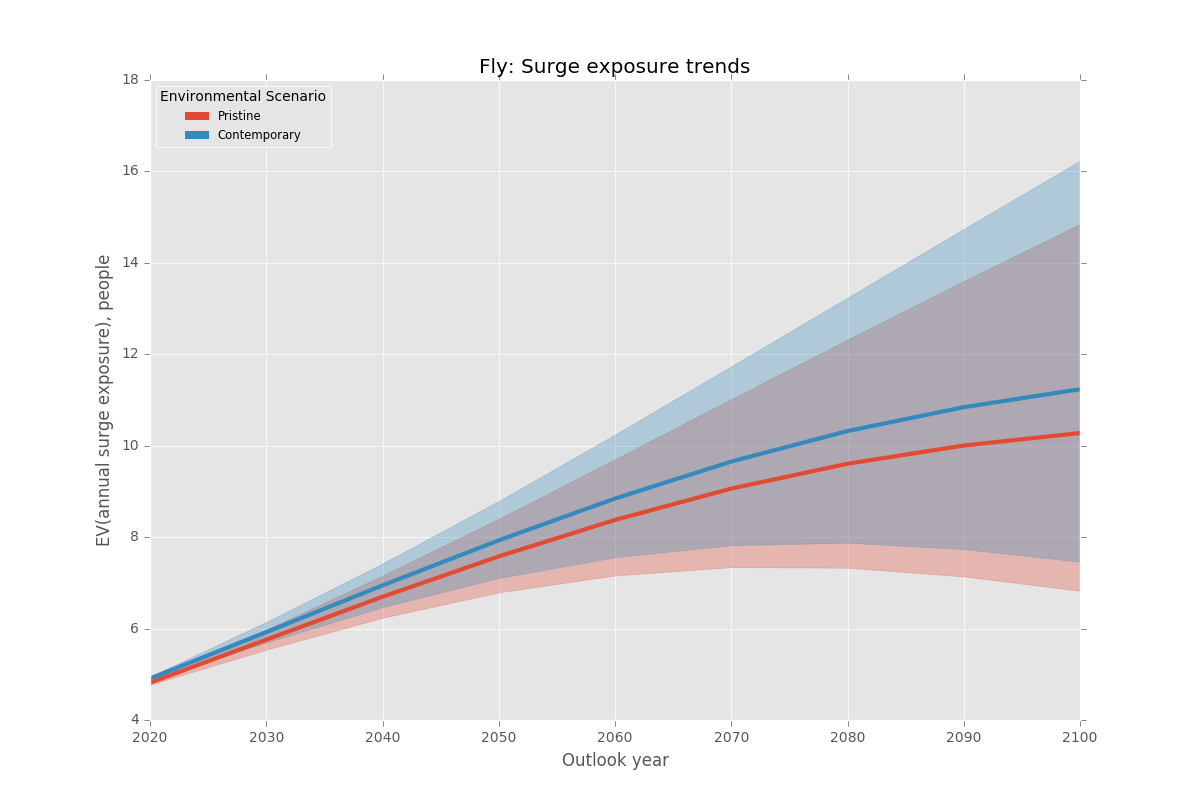 Fly: Surge exposure trends
18
Environmental Scenario
Pristine
Contemporary
16
14
12
10
8
6
4
EV(annual surge exposure), people
2020 2030 2040 2050 2060 2070 2080 2090 2100
Outlook year